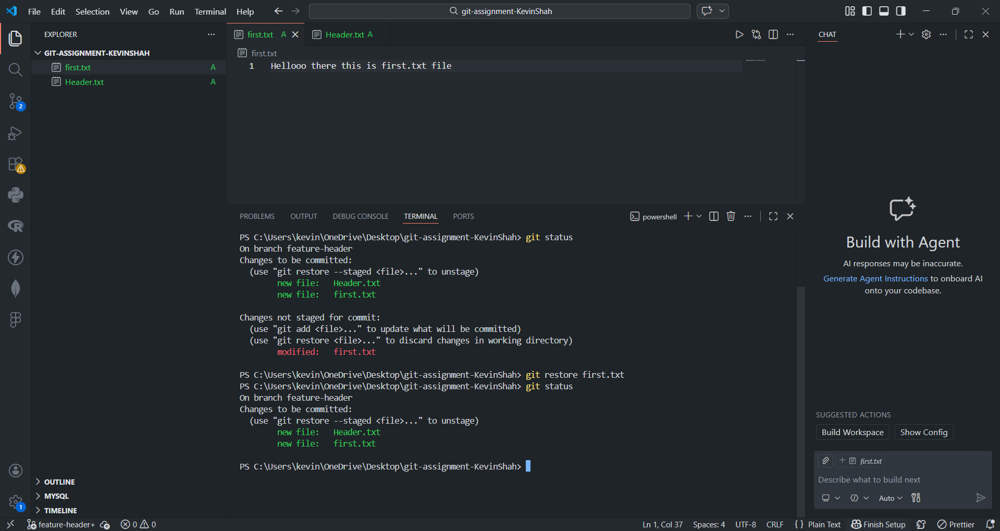 File Edit Selection View Go Run Terminal Help
git-assignment-KevinShah
EXPLORER
GIT-ASSIGNMENT-KEVINSHAH
first.txt A
Header.txt A
2
OUTLINE
MYSQL
TIMELINE
1
first.txt A
Header.txt A
first.txt
1 Hellooo there this is first.txt file
PROBLEMS OUTPUT DEBUG CONSOLE TERMINAL PORTS
powershell
PS C:\Users\kevin\OneDrive\Desktop\git-assignment-KevinShah> git status
On branch feature-header
Changes to be committed:
  (use "git restore --staged <file>..." to unstage)
        new file:   Header.txt
        new file:   first.txt

Changes not staged for commit:
  (use "git add <file>..." to update what will be committed)
  (use "git restore <file>..." to discard changes in working directory)
        modified:   first.txt

PS C:\Users\kevin\OneDrive\Desktop\git-assignment-KevinShah> git restore first.txt
PS C:\Users\kevin\OneDrive\Desktop\git-assignment-KevinShah> git status
On branch feature-header
Changes to be committed:
  (use "git restore --staged <file>..." to unstage)
        new file:   Header.txt
        new file:   first.txt

PS C:\Users\kevin\OneDrive\Desktop\git-assignment-KevinShah>
CHAT
Build with Agent
AI responses may be inaccurate.
Generate Agent Instructions to onboard AI
onto your codebase.
SUGGESTED ACTIONS
Build Workspace Show Config
first.txt
Describe what to build next
Auto
feature-header+ 0 0
Ln 1, Col 37 Spaces: 4 UTF-8 CRLF { } Plain Text Finish Setup Prettier